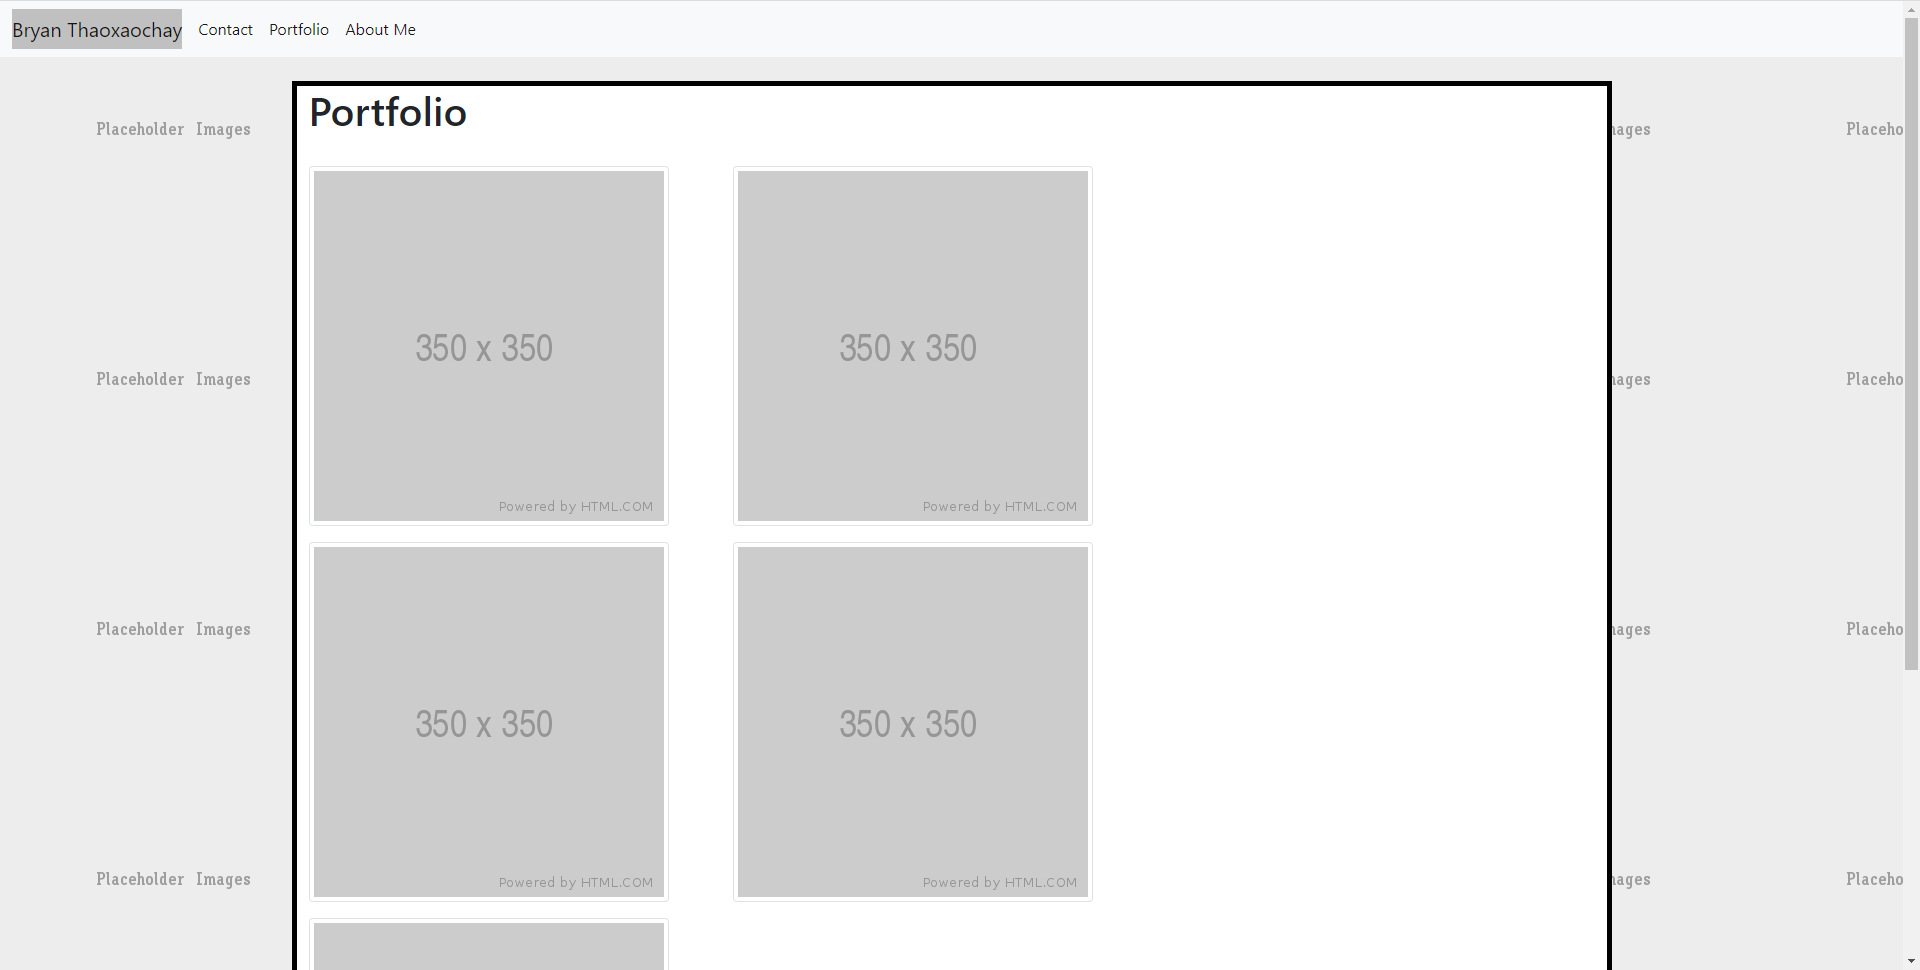 Bryan Thaoxaochay Contact Portfolio About Me
Portfolio
Placeholder Images
ages
Placeho
350 x 350
350 x 350
Powered by HTML.COM
Powered by HTML.COM
Placeholder Images
ages
Placeho
Placeholder Images
ages
Placeho
350 x 350
350 x 350
Powered by HTML.COM
Powered by HTML.COM
Placeholder Images
ages
Placeho